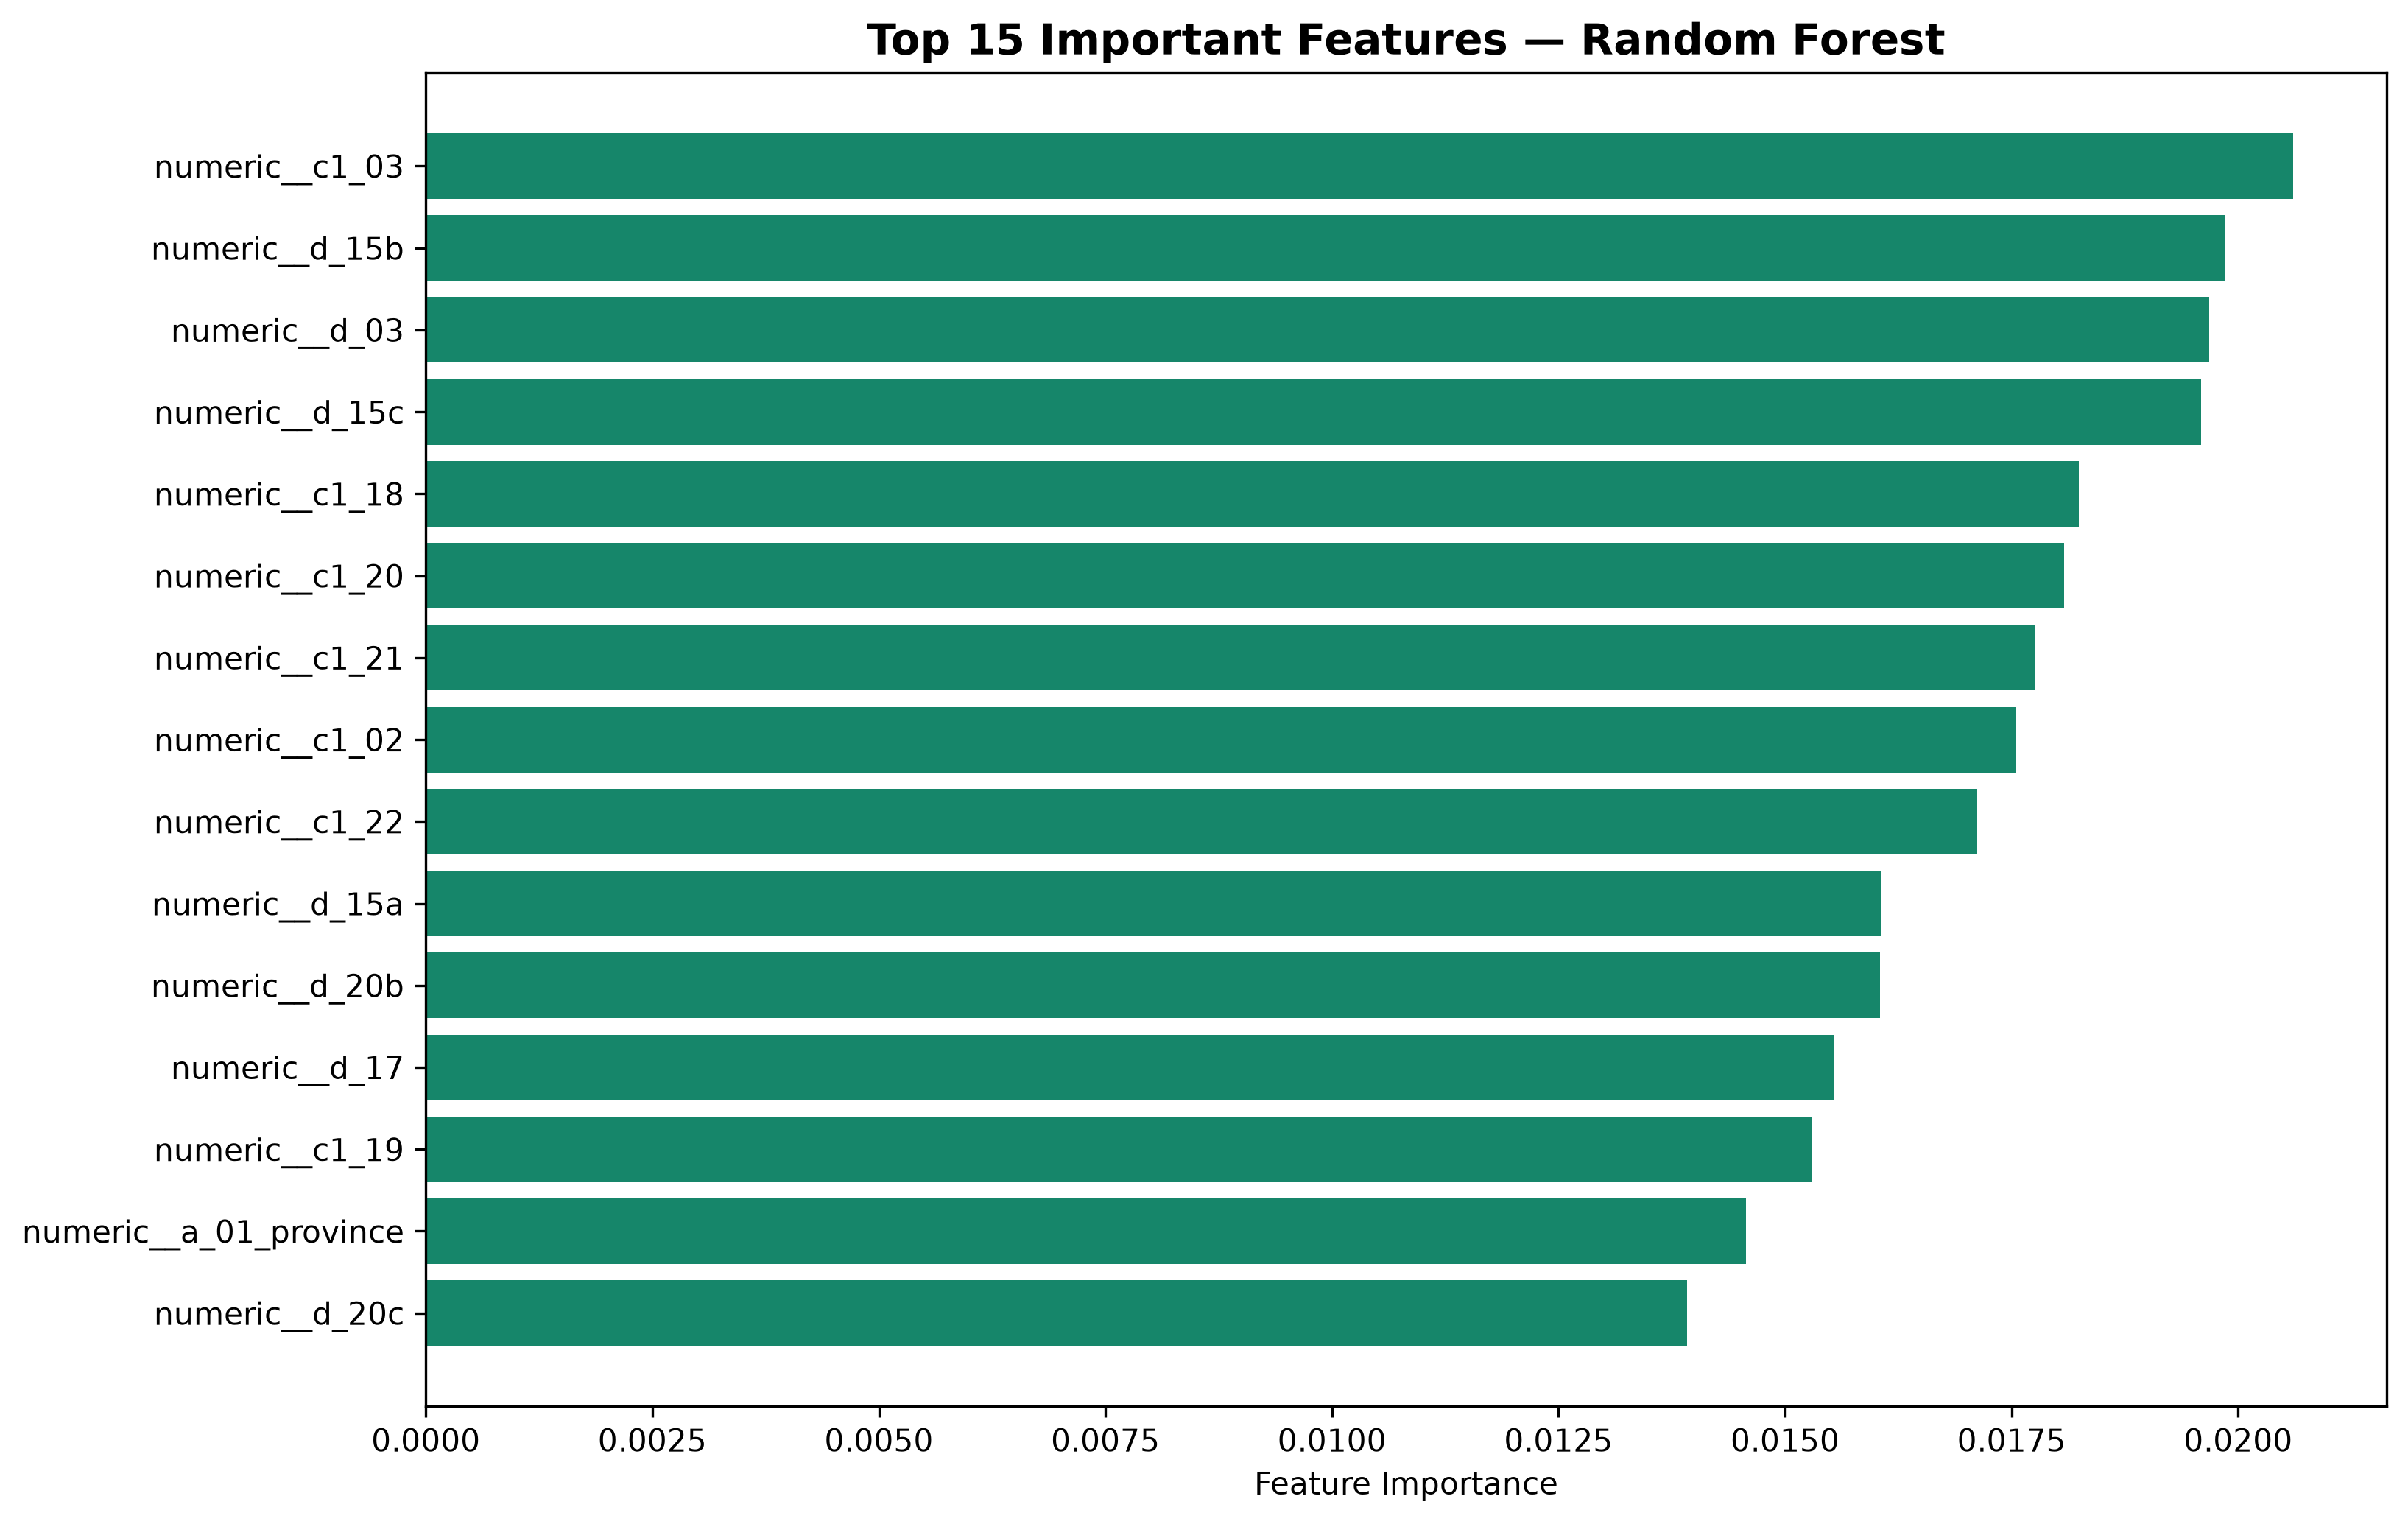 Top 15 Important Features — Random Forest
numeric__c1_03
numeric__d_15b
numeric__d_03
numeric__d_15c
numeric__c1_18
numeric__c1_20
numeric__c1_21
numeric__c1_02
numeric__c1_22
numeric__d_15a
numeric__d_20b
numeric__d_17
numeric__c1_19
numeric__a_01_province
numeric__d_20c
0.0000 0.0025 0.0050 0.0075 0.0100 0.0125 0.0150 0.0175 0.0200
Feature Importance